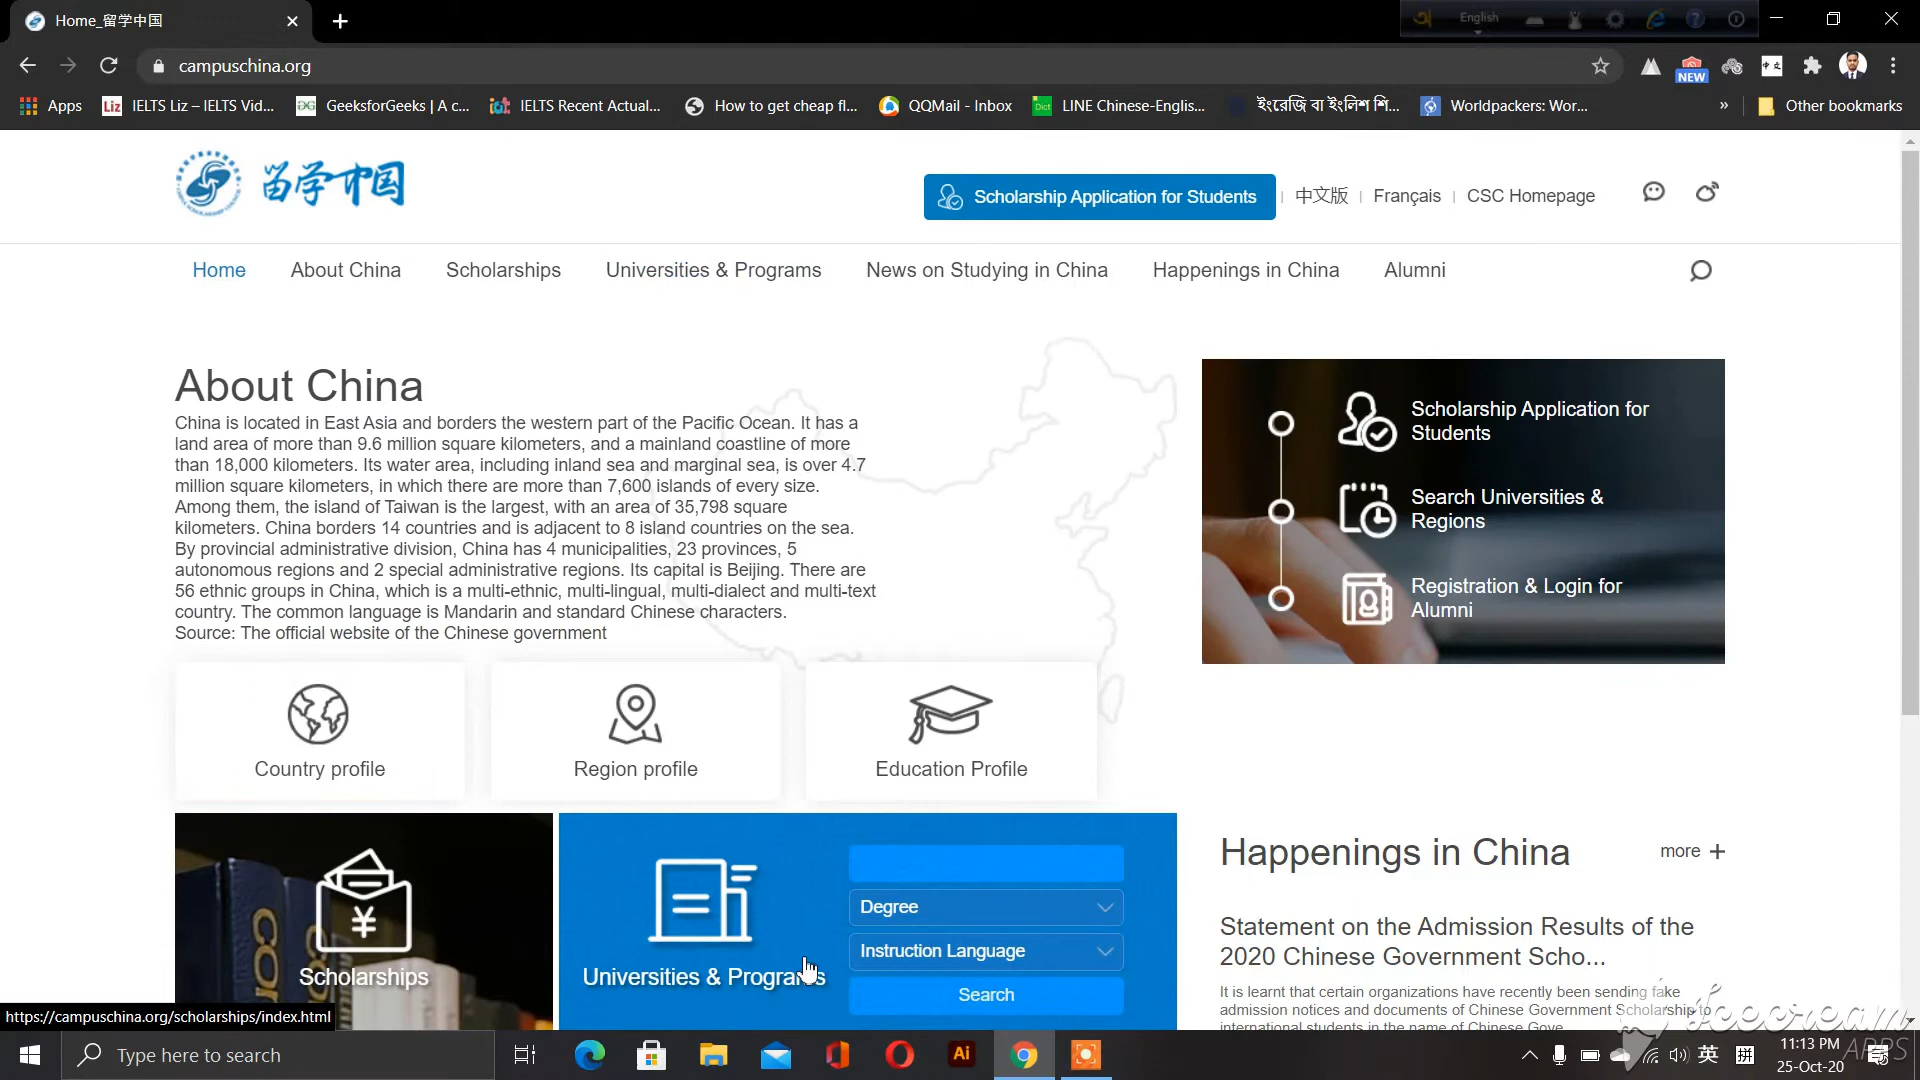 Home_留学中国
English
campuschina.org
NEW
Apps
Liz
IELTS Liz – IELTS Vid...
GeeksforGeeks | A c...
IELTS Recent Actual...
How to get cheap fl...
QQMail - Inbox
Dict
LINE Chinese-Englis...
ইংরেজি বা ইংলিশ শি...
Worldpackers: Wor...
»
Other bookmarks
留学中国
Scholarship Application for Students
中文版
Français
CSC Homepage
Home
About China
Scholarships
Universities & Programs
News on Studying in China
Happenings in China
Alumni
About China
China is located in East Asia and borders the western part of the Pacific Ocean. It has a
land area of more than 9.6 million square kilometers, and a mainland coastline of more
than 18,000 kilometers. Its water area, including inland sea and marginal sea, is over 4.7
million square kilometers, in which there are more than 7,600 islands of every size.
Among them, the island of Taiwan is the largest, with an area of 35,798 square
kilometers. China borders 14 countries and is adjacent to 8 island countries on the sea.
By provincial administrative division, China has 4 municipalities, 23 provinces, 5
autonomous regions and 2 special administrative regions. Its capital is Beijing. There are
56 ethnic groups in China, which is a multi-ethnic, multi-lingual, multi-dialect and multi-text
country. The common language is Mandarin and standard Chinese characters.
Source: The official website of the Chinese government
Scholarship Application for
Students
Search Universities &
Regions
Registration & Login for
Alumni
Country profile
Region profile
Education Profile
Scholarships
Universities & Programs
Degree
Instruction Language
Search
Happenings in China
more +
Statement on the Admission Results of the
2020 Chinese Government Scho...
It is learnt that certain organizations have recently been sending fake
admission notices and documents of Chinese Government Scholarship to
international students in the name of Chinese Gove
https://campuschina.org/scholarships/index.html
Icecream
APPS
Type here to search
Ai
英
拼
11:13 PM
25-Oct-20